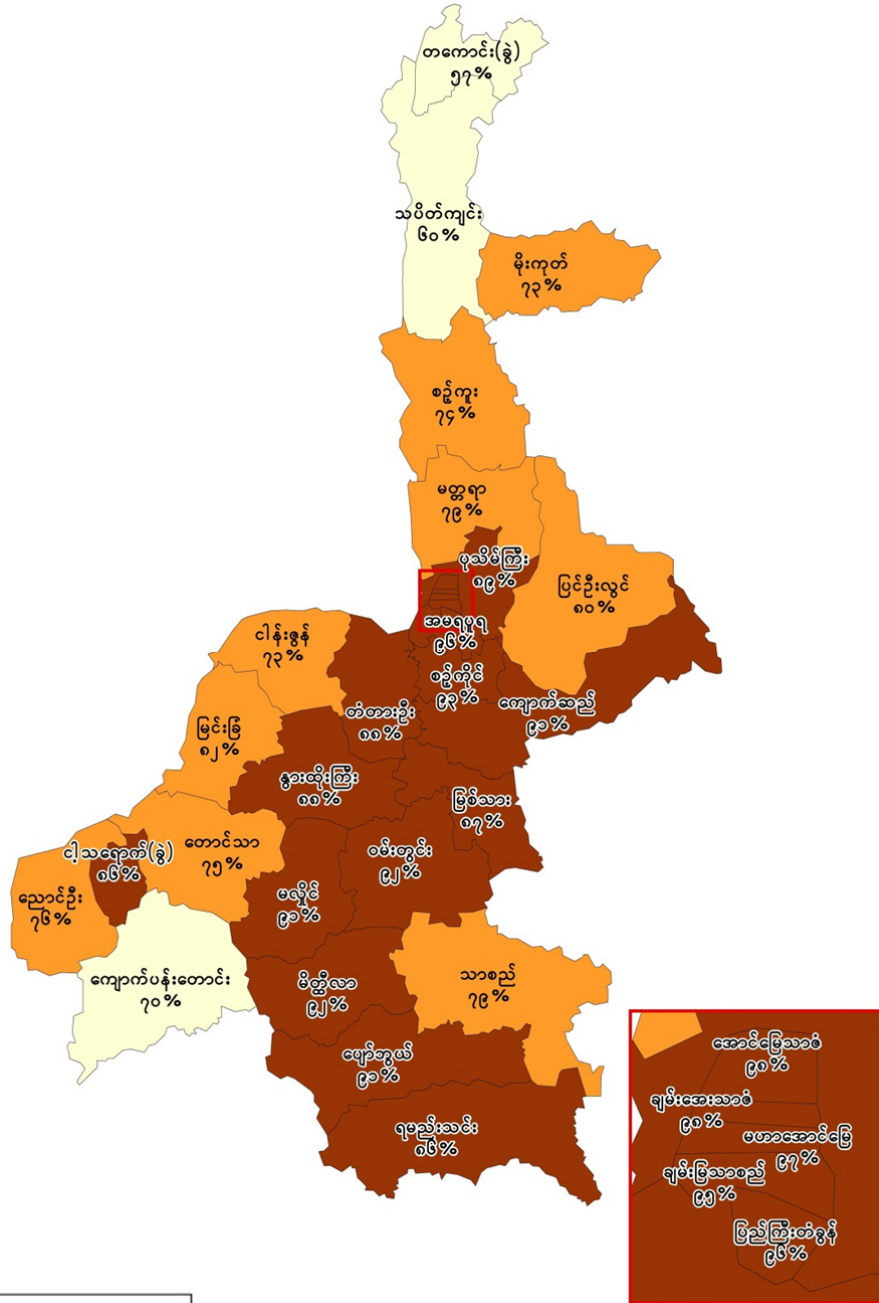 တကောင်း(ခွဲ)
၅၇%
သပိတ်ကျင်း
၆၀%
မိုးကုတ်
၇၃%
စဉ့်ကူး
၇၄%
မတ္တရာ
၇၉%
ပုသိမ်ကြီး
၈၉%
ပြင်ဦးလွင်
၈၀%
အမရပူရ
၉၆%
ငါန်းဇွန်
၇၃%
စဉ့်ကိုင်
၉၃%
ကျောက်ဆည်
၉၁%
တံတားဦး
၈၈%
မြင်းခြံ
၈၂%
နွားထိုးကြီး
၈၈%
မြစ်သား
၈၇%
တောင်သာ
၇၅%
ဝမ်းတွင်း
၉၂%
ငါ့သရောက်(ခွဲ)
၈၆%
ညောင်ဦး
၇၆%
မလှိုင်
၉၁%
ကျောက်ပန်းတောင်း
၇၀%
မိတ္ထီလာ
၉၂%
သာစည်
၇၉%
ပျော်ဘွယ်
၉၁%
ရမည်းသင်း
၈၆%
အောင်မြေသာဇံ
၉၈%
ချမ်းအေးသာဇံ
၉၈%
မဟာအောင်မြေ
၉၇%
ချမ်းမြသာစည်
၉၅%
ပြည်ကြီးတံခွန်
၉၆%